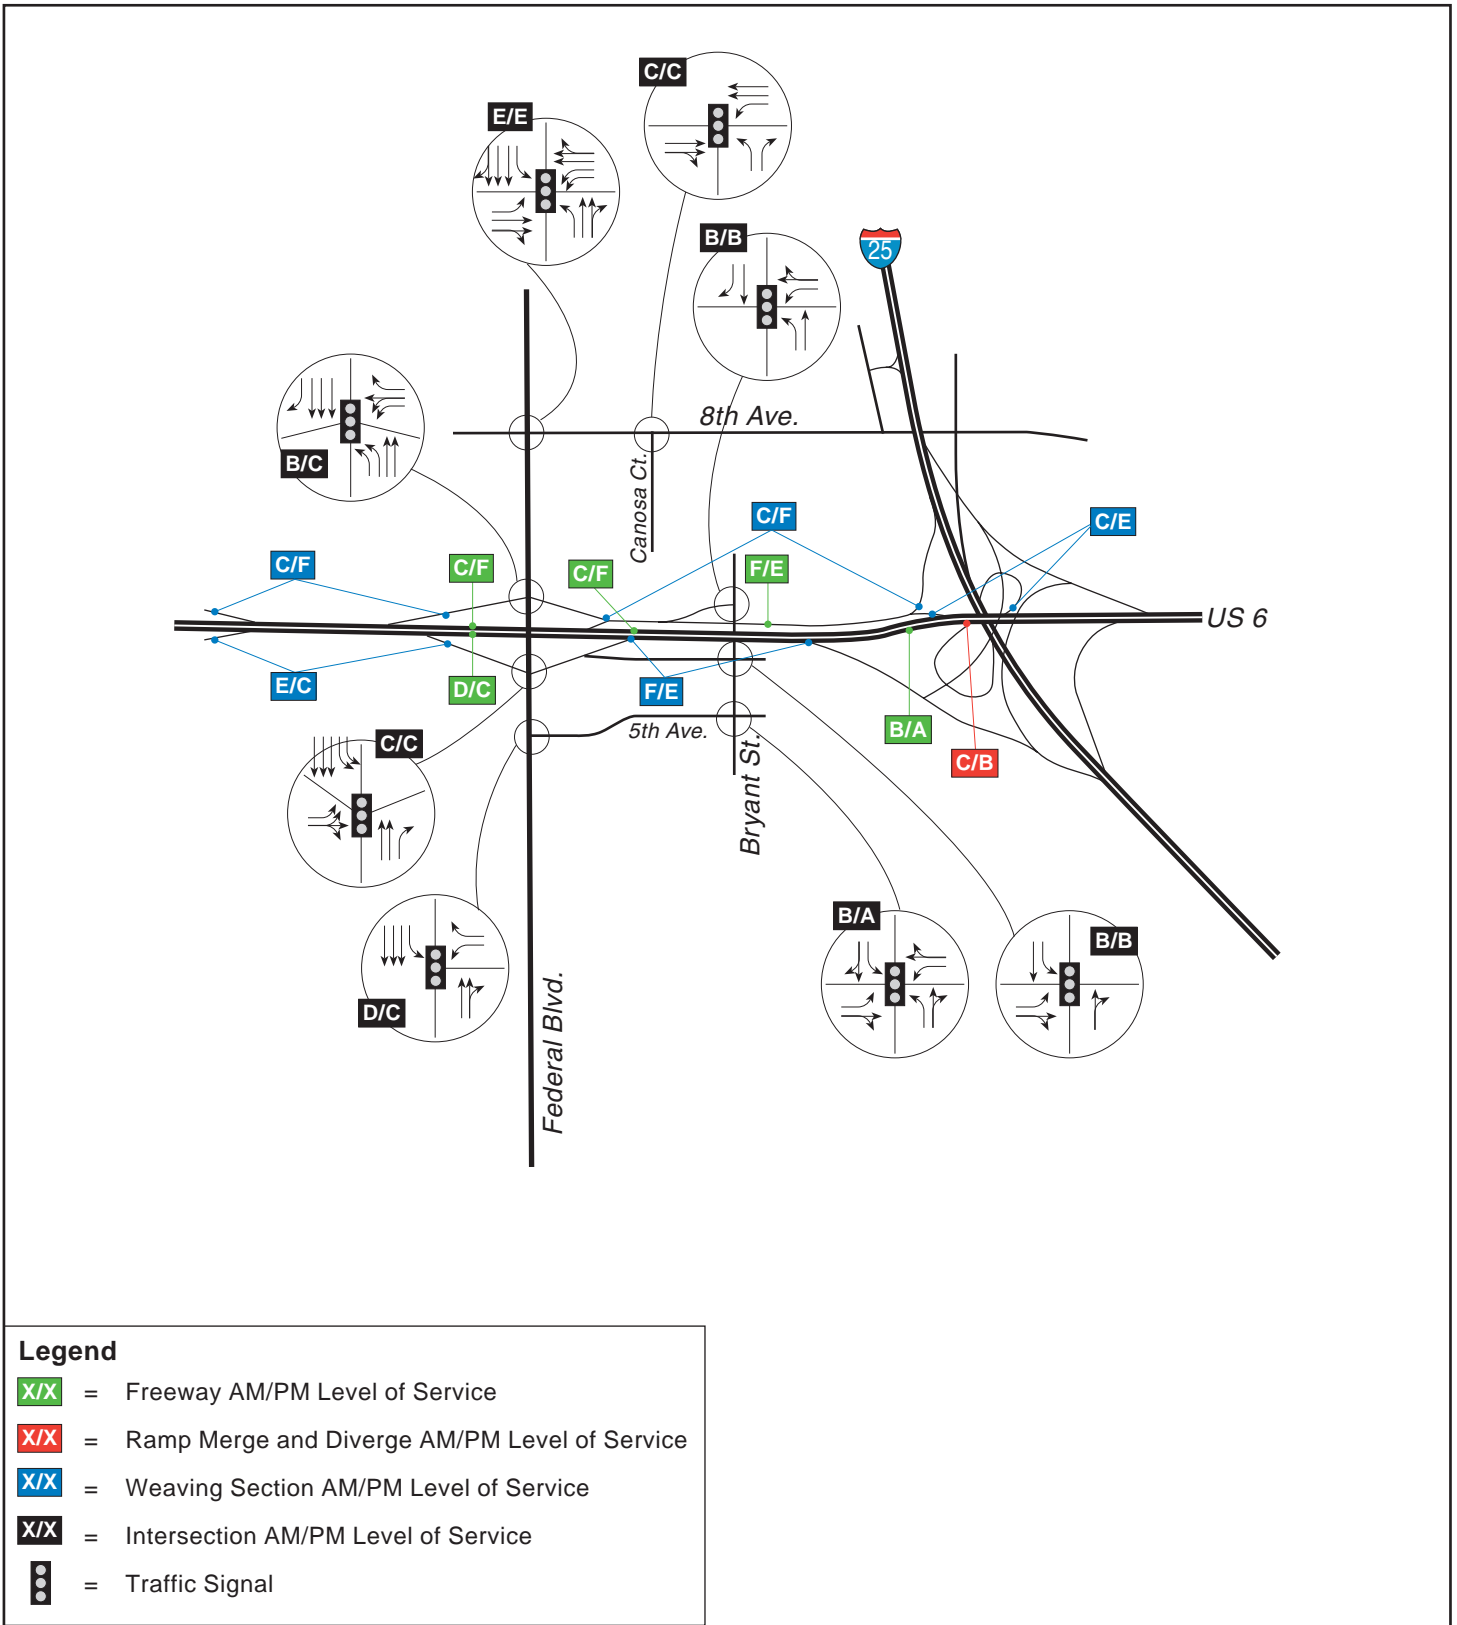 C/C
E/E
B/B
25
8th Ave.
B/C
Canosa Ct.
C/F
C/E
C/F
C/F
C/F
F/E
US 6
E/C
D/C
F/E
5th Ave.
B/A
C/C
C/B
Bryant St.
B/A
B/B
D/C
Federal Blvd.
Legend
X/X = Freeway AM/PM Level of Service
X/X = Ramp Merge and Diverge AM/PM Level of Service
X/X = Weaving Section AM/PM Level of Service
X/X = Intersection AM/PM Level of Service
= Traffic Signal